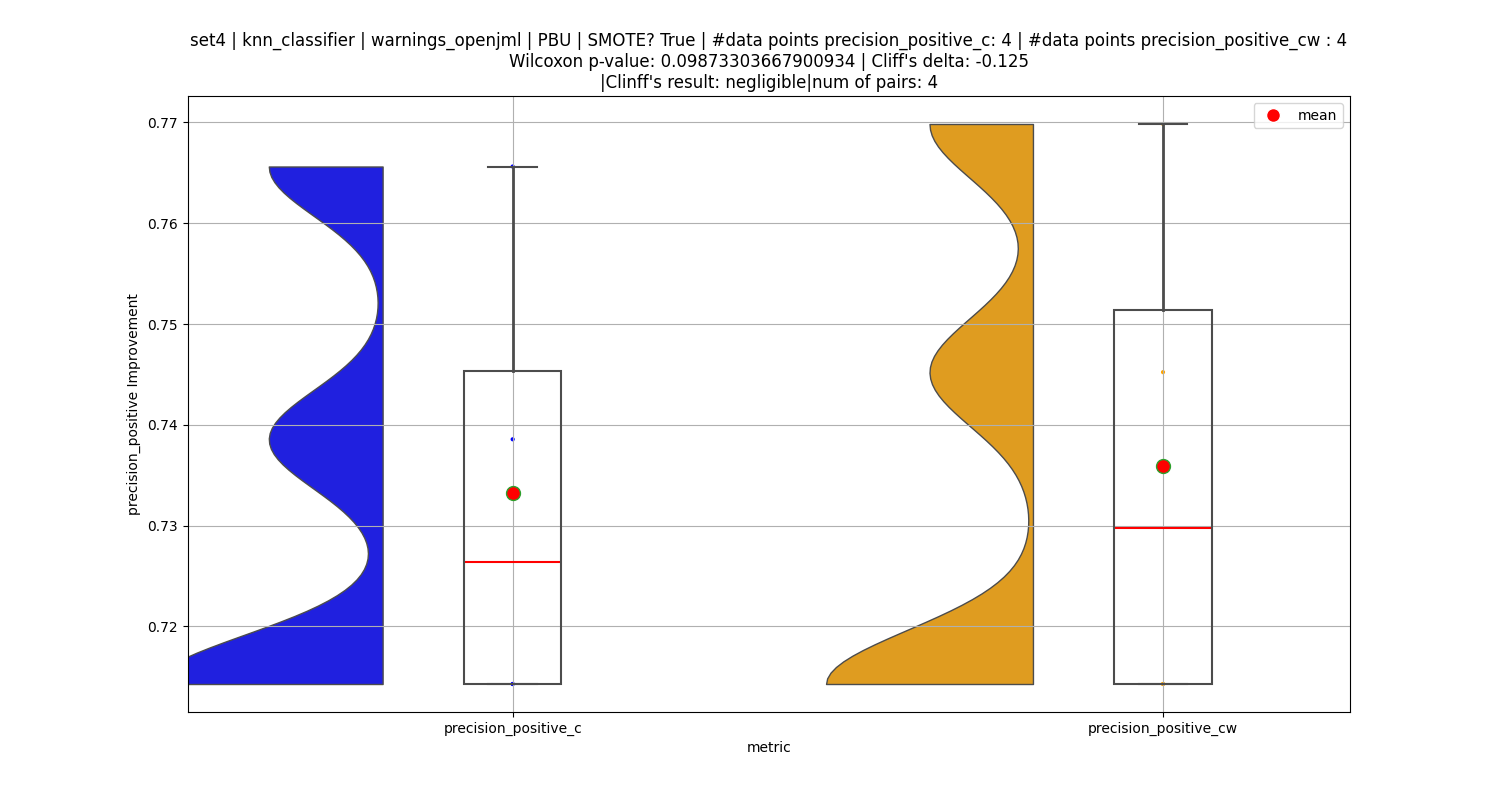 set4 | knn_classifier | warnings_openjml | PBU | SMOTE? True | #data points precision_positive_c: 4 | #data points precision_positive_cw : 4
Wilcoxon p-value: 0.09873303667900934 | Cliff's delta: -0.125
|Clinff's result: negligible|num of pairs: 4
mean
0.77
0.76
0.75
0.74
0.73
0.72
precision_positive Improvement
precision_positive_c
precision_positive_cw
metric